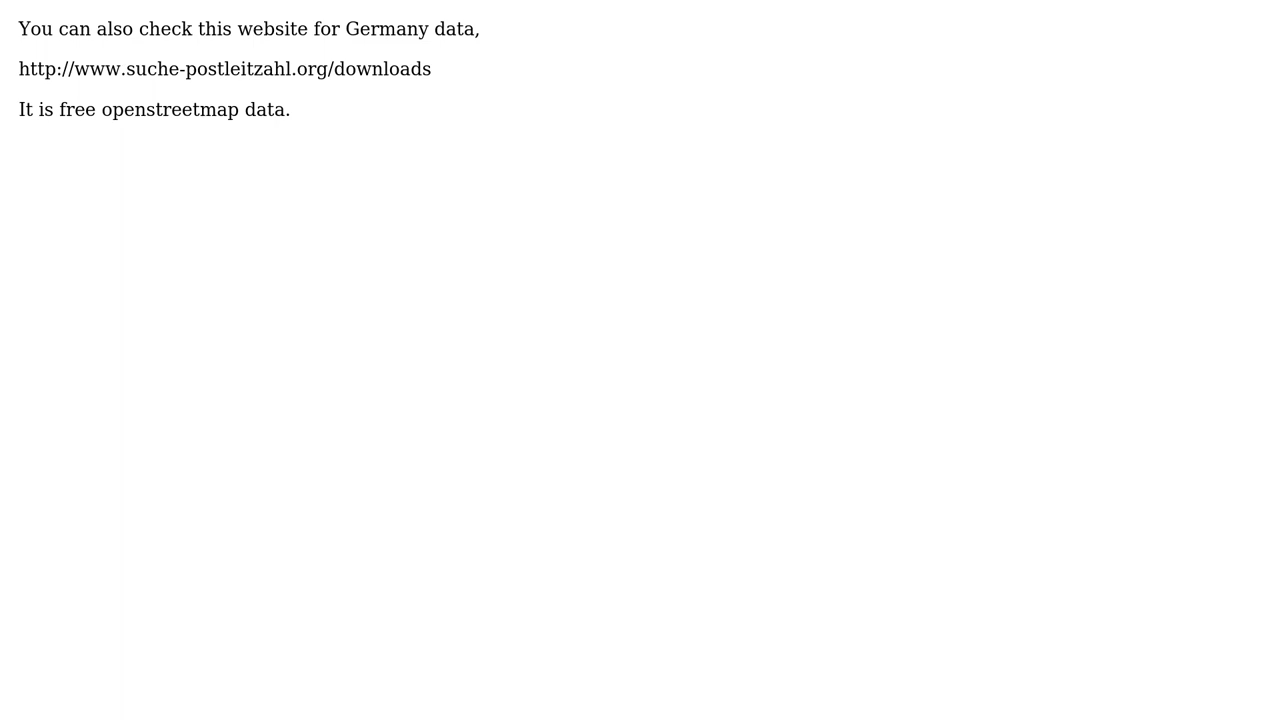 You can also check this website for Germany data,
http://www.suche-postleitzahl.org/downloads
It is free openstreetmap data.